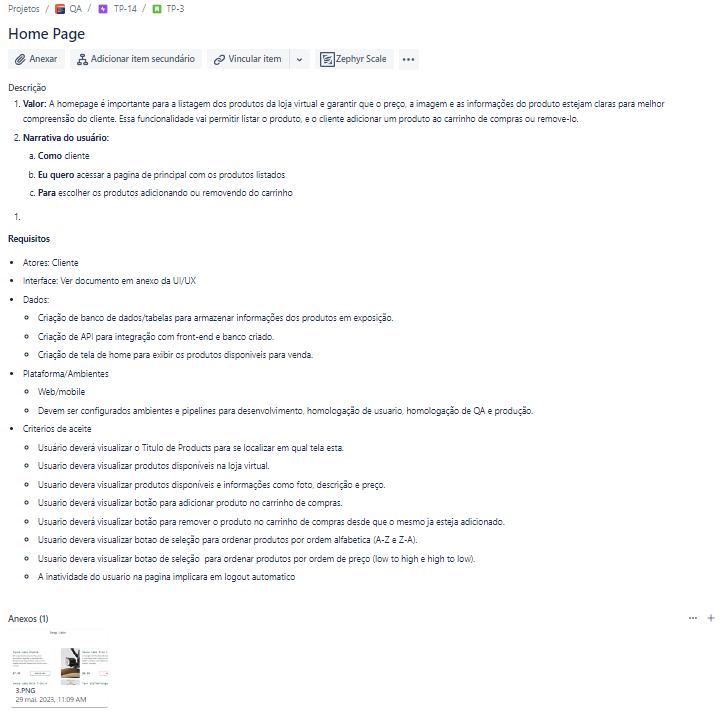 Projetos / QA / TP-14 / TP-3
Home Page
Anexar Adicionar item secundário Vincular item Zephyr Scale
Descrição
1. Valor: A homepage é importante para a listagem dos produtos da loja virtual e garantir que o preço, a imagem e as informações do produto estejam claras para melhor
compreensão do cliente. Essa funcionalidade vai permitir listar o produto, e o cliente adicionar um produto ao carrinho de compras ou remove-lo.
2. Narrativa do usuário:
a. Como cliente
b. Eu quero acessar a pagina de principal com os produtos listados
c. Para escolher os produtos adicionando ou removendo do carrinho
1.
Requisitos
• Atores: Cliente
• Interface: Ver documento em anexo da UI/UX
• Dados:
Criação de banco de dados/tabelas para armazenar informações dos produtos em exposição.
Criação de API para integração com front-end e banco criado.
Criação de tela de home para exibir os produtos disponiveis para venda.
• Plataforma/Ambientes
Web/mobile
Devem ser configurados ambientes e pipelines para desenvolvimento, homologação de usuario, homologação de QA e produção.
• Criterios de aceite
Usuário deverá visualizar o Titulo de Products para se localizar em qual tela esta.
Usuario deverá visualizar produtos disponíveis na loja virtual.
Usuario devera visualizar produtos disponíveis e informações como foto, descrição e preço.
Usuario deverá visualizar botão para adicionar produto no carrinho de compras.
Usuario deverá visualizar botão para remover o produto no carrinho de compras desde que o mesmo ja esteja adicionado.
Usuario devera visualizar botao de seleção para ordenar produtos por ordem alfabetica (A-Z e Z-A).
Usuario devera visualizar botao de seleção para ordenar produtos por ordem de preço (low to high e high to low).
A inatividade do usuario na pagina implicara em logout automatico
Anexos (1)
Swag Labs
3.PNG
29 mai. 2023, 11:09 AM